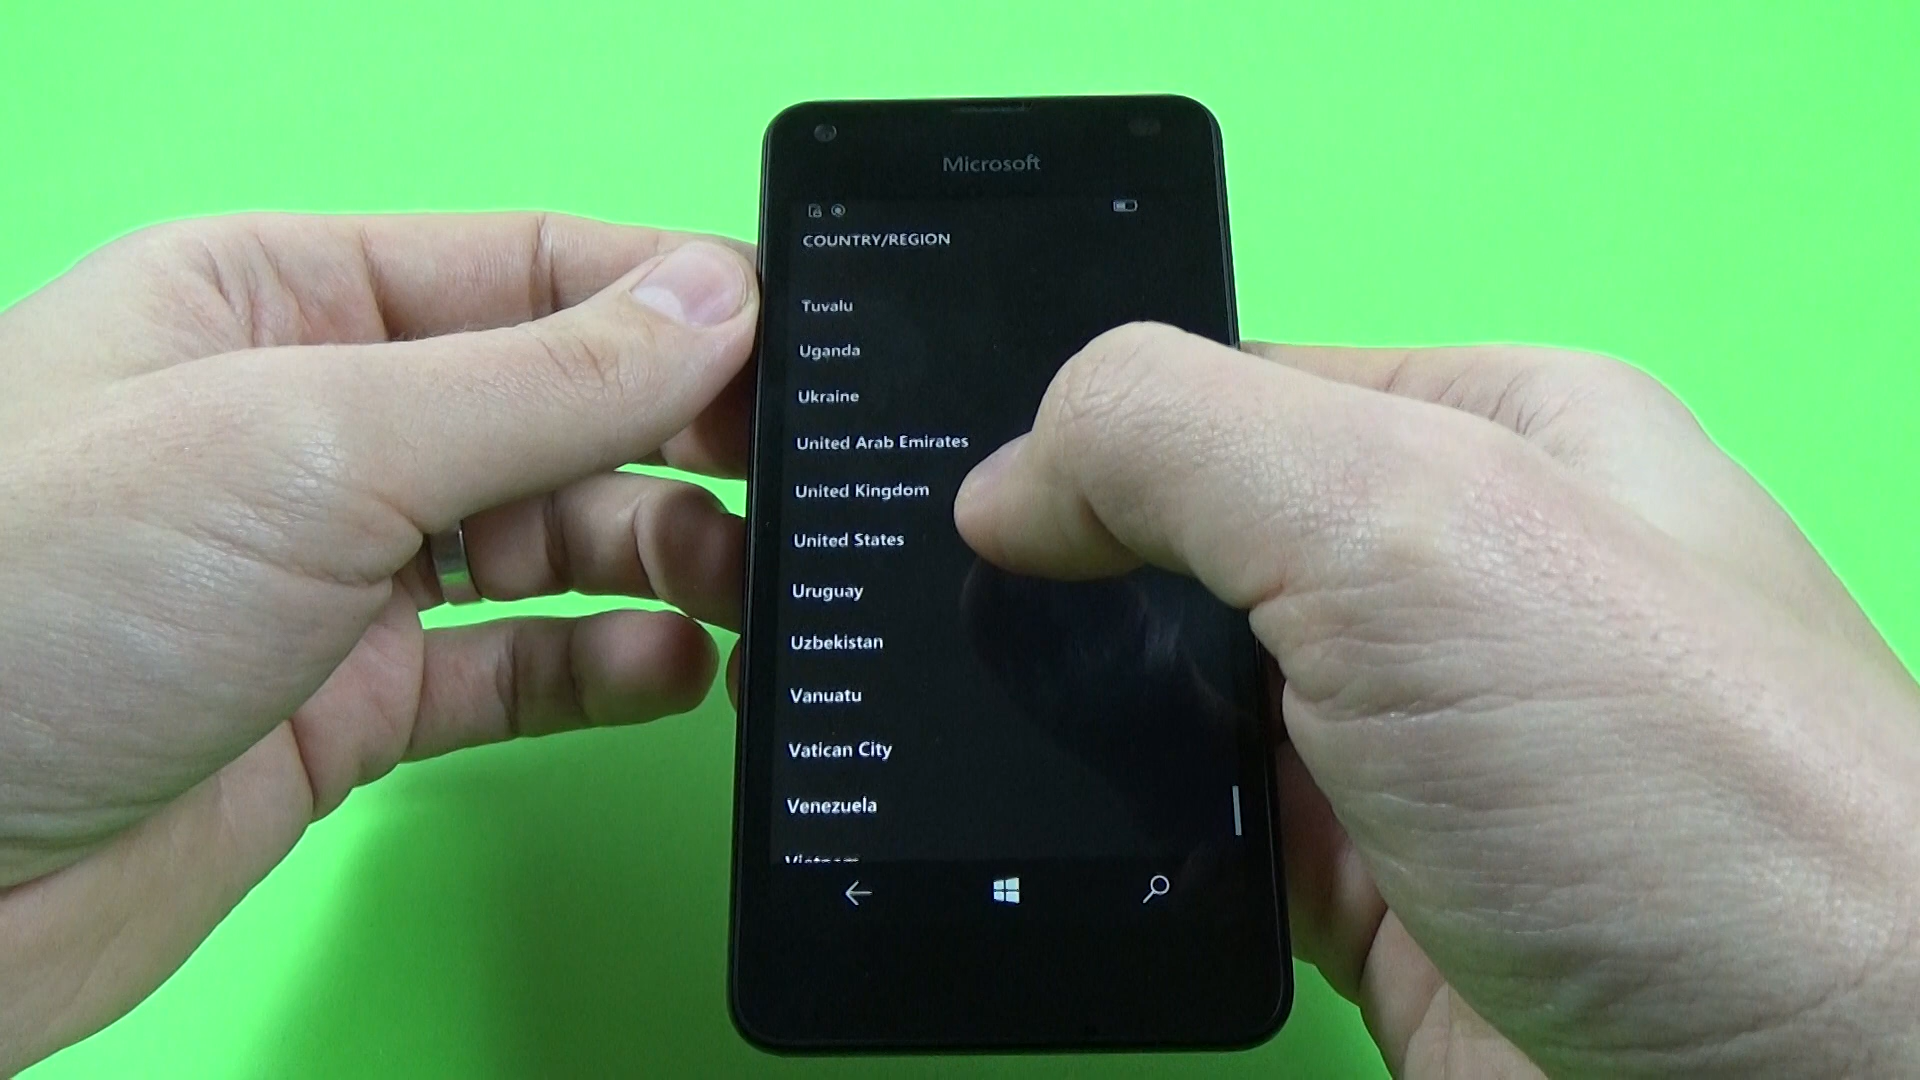 Microsoft
COUNTRY/REGION
Tuvalu
Uganda
Ukraine
United Arab Emirates
United Kingdom
United States
Uruguay
Uzbekistan
Vanuatu
Vatican City
Venezuela
Vietnam